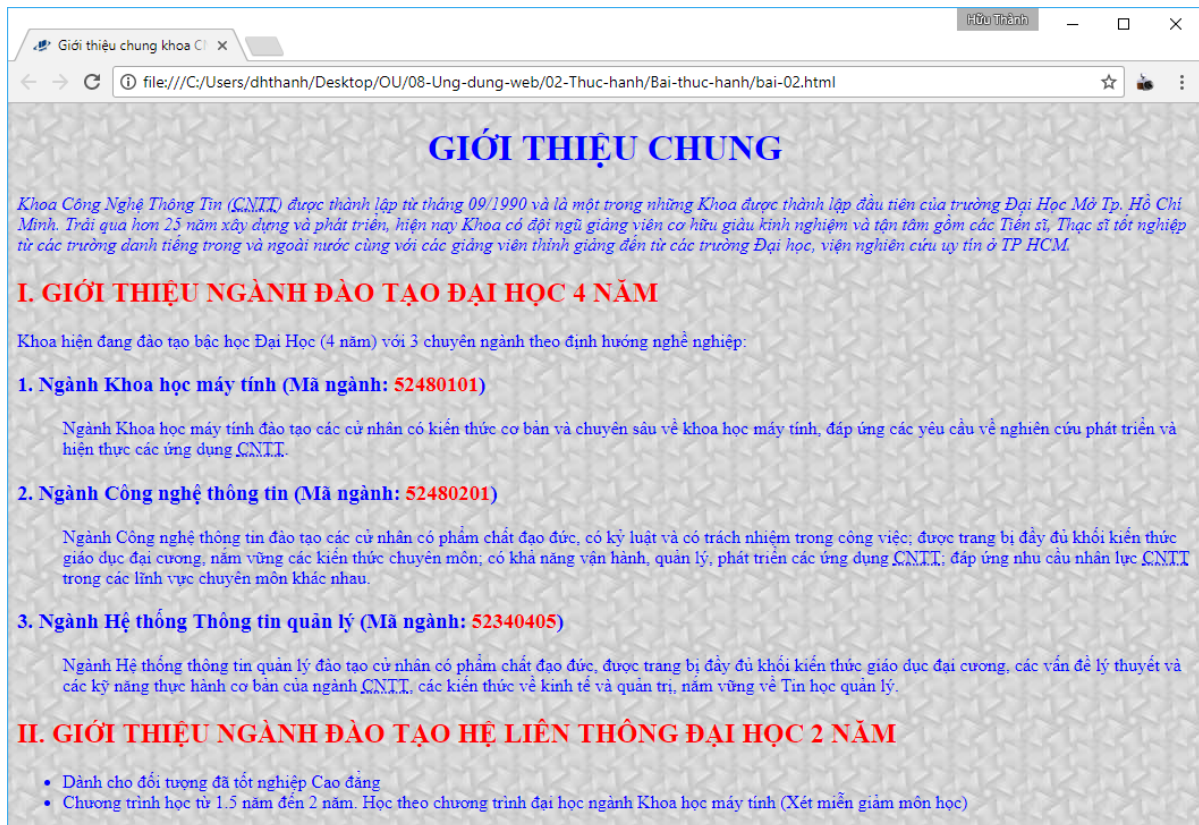 Hữu Thành
Giới thiệu chung khoa C
file:///C:/Users/dhthanh/Desktop/OU/08-Ung-dung-web/02-Thuc-hanh/Bai-thuc-hanh/bai-02.html
GIỚI THIỆU CHUNG
Khoa Công Nghệ Thông Tin (CNTT) được thành lập từ tháng 09/1990 và là một trong những Khoa được thành lập đầu tiên của trường Đại Học Mở Tp. Hồ Chí
Minh. Trải qua hơn 25 năm xây dựng và phát triển, hiện nay Khoa có đội ngũ giảng viên cơ hữu giàu kinh nghiệm và tận tâm gồm các Tiến sĩ, Thạc sĩ tốt nghiệp
từ các trường danh tiếng trong và ngoài nước cùng với các giảng viên thỉnh giảng đến từ các trường Đại học, viện nghiên cứu uy tín ở TP HCM.
I. GIỚI THIỆU NGÀNH ĐÀO TẠO ĐẠI HỌC 4 NĂM
Khoa hiện đang đào tạo bậc học Đại Học (4 năm) với 3 chuyên ngành theo định hướng nghề nghiệp:
1. Ngành Khoa học máy tính (Mã ngành: 52480101)
Ngành Khoa học máy tính đào tạo các cử nhân có kiến thức cơ bản và chuyên sâu về khoa học máy tính, đáp ứng các yêu cầu về nghiên cứu phát triển và
hiện thực các ứng dụng CNTT.
2. Ngành Công nghệ thông tin (Mã ngành: 52480201)
Ngành Công nghệ thông tin đào tạo các cử nhân có phẩm chất đạo đức, có kỷ luật và có trách nhiệm trong công việc; được trang bị đầy đủ khối kiến thức
giáo dục đại cương, nắm vững các kiến thức chuyên môn; có khả năng vận hành, quản lý, phát triển các ứng dụng CNTT; đáp ứng nhu cầu nhân lực CNTT
trong các lĩnh vực chuyên môn khác nhau.
3. Ngành Hệ thống Thông tin quản lý (Mã ngành: 52340405)
Ngành Hệ thống thông tin quản lý đào tạo cử nhân có phẩm chất đạo đức, được trang bị đầy đủ khối kiến thức giáo dục đại cương, các vấn đề lý thuyết và
các kỹ năng thực hành cơ bản của ngành CNTT, các kiến thức về kinh tế và quản trị, nắm vững về Tin học quản lý.
II. GIỚI THIỆU NGÀNH ĐÀO TẠO HỆ LIÊN THÔNG ĐẠI HỌC 2 NĂM
• Dành cho đối tượng đã tốt nghiệp Cao đẳng
• Chương trình học từ 1.5 năm đến 2 năm. Học theo chương trình đại học ngành Khoa học máy tính (Xét miễn giảm môn học)